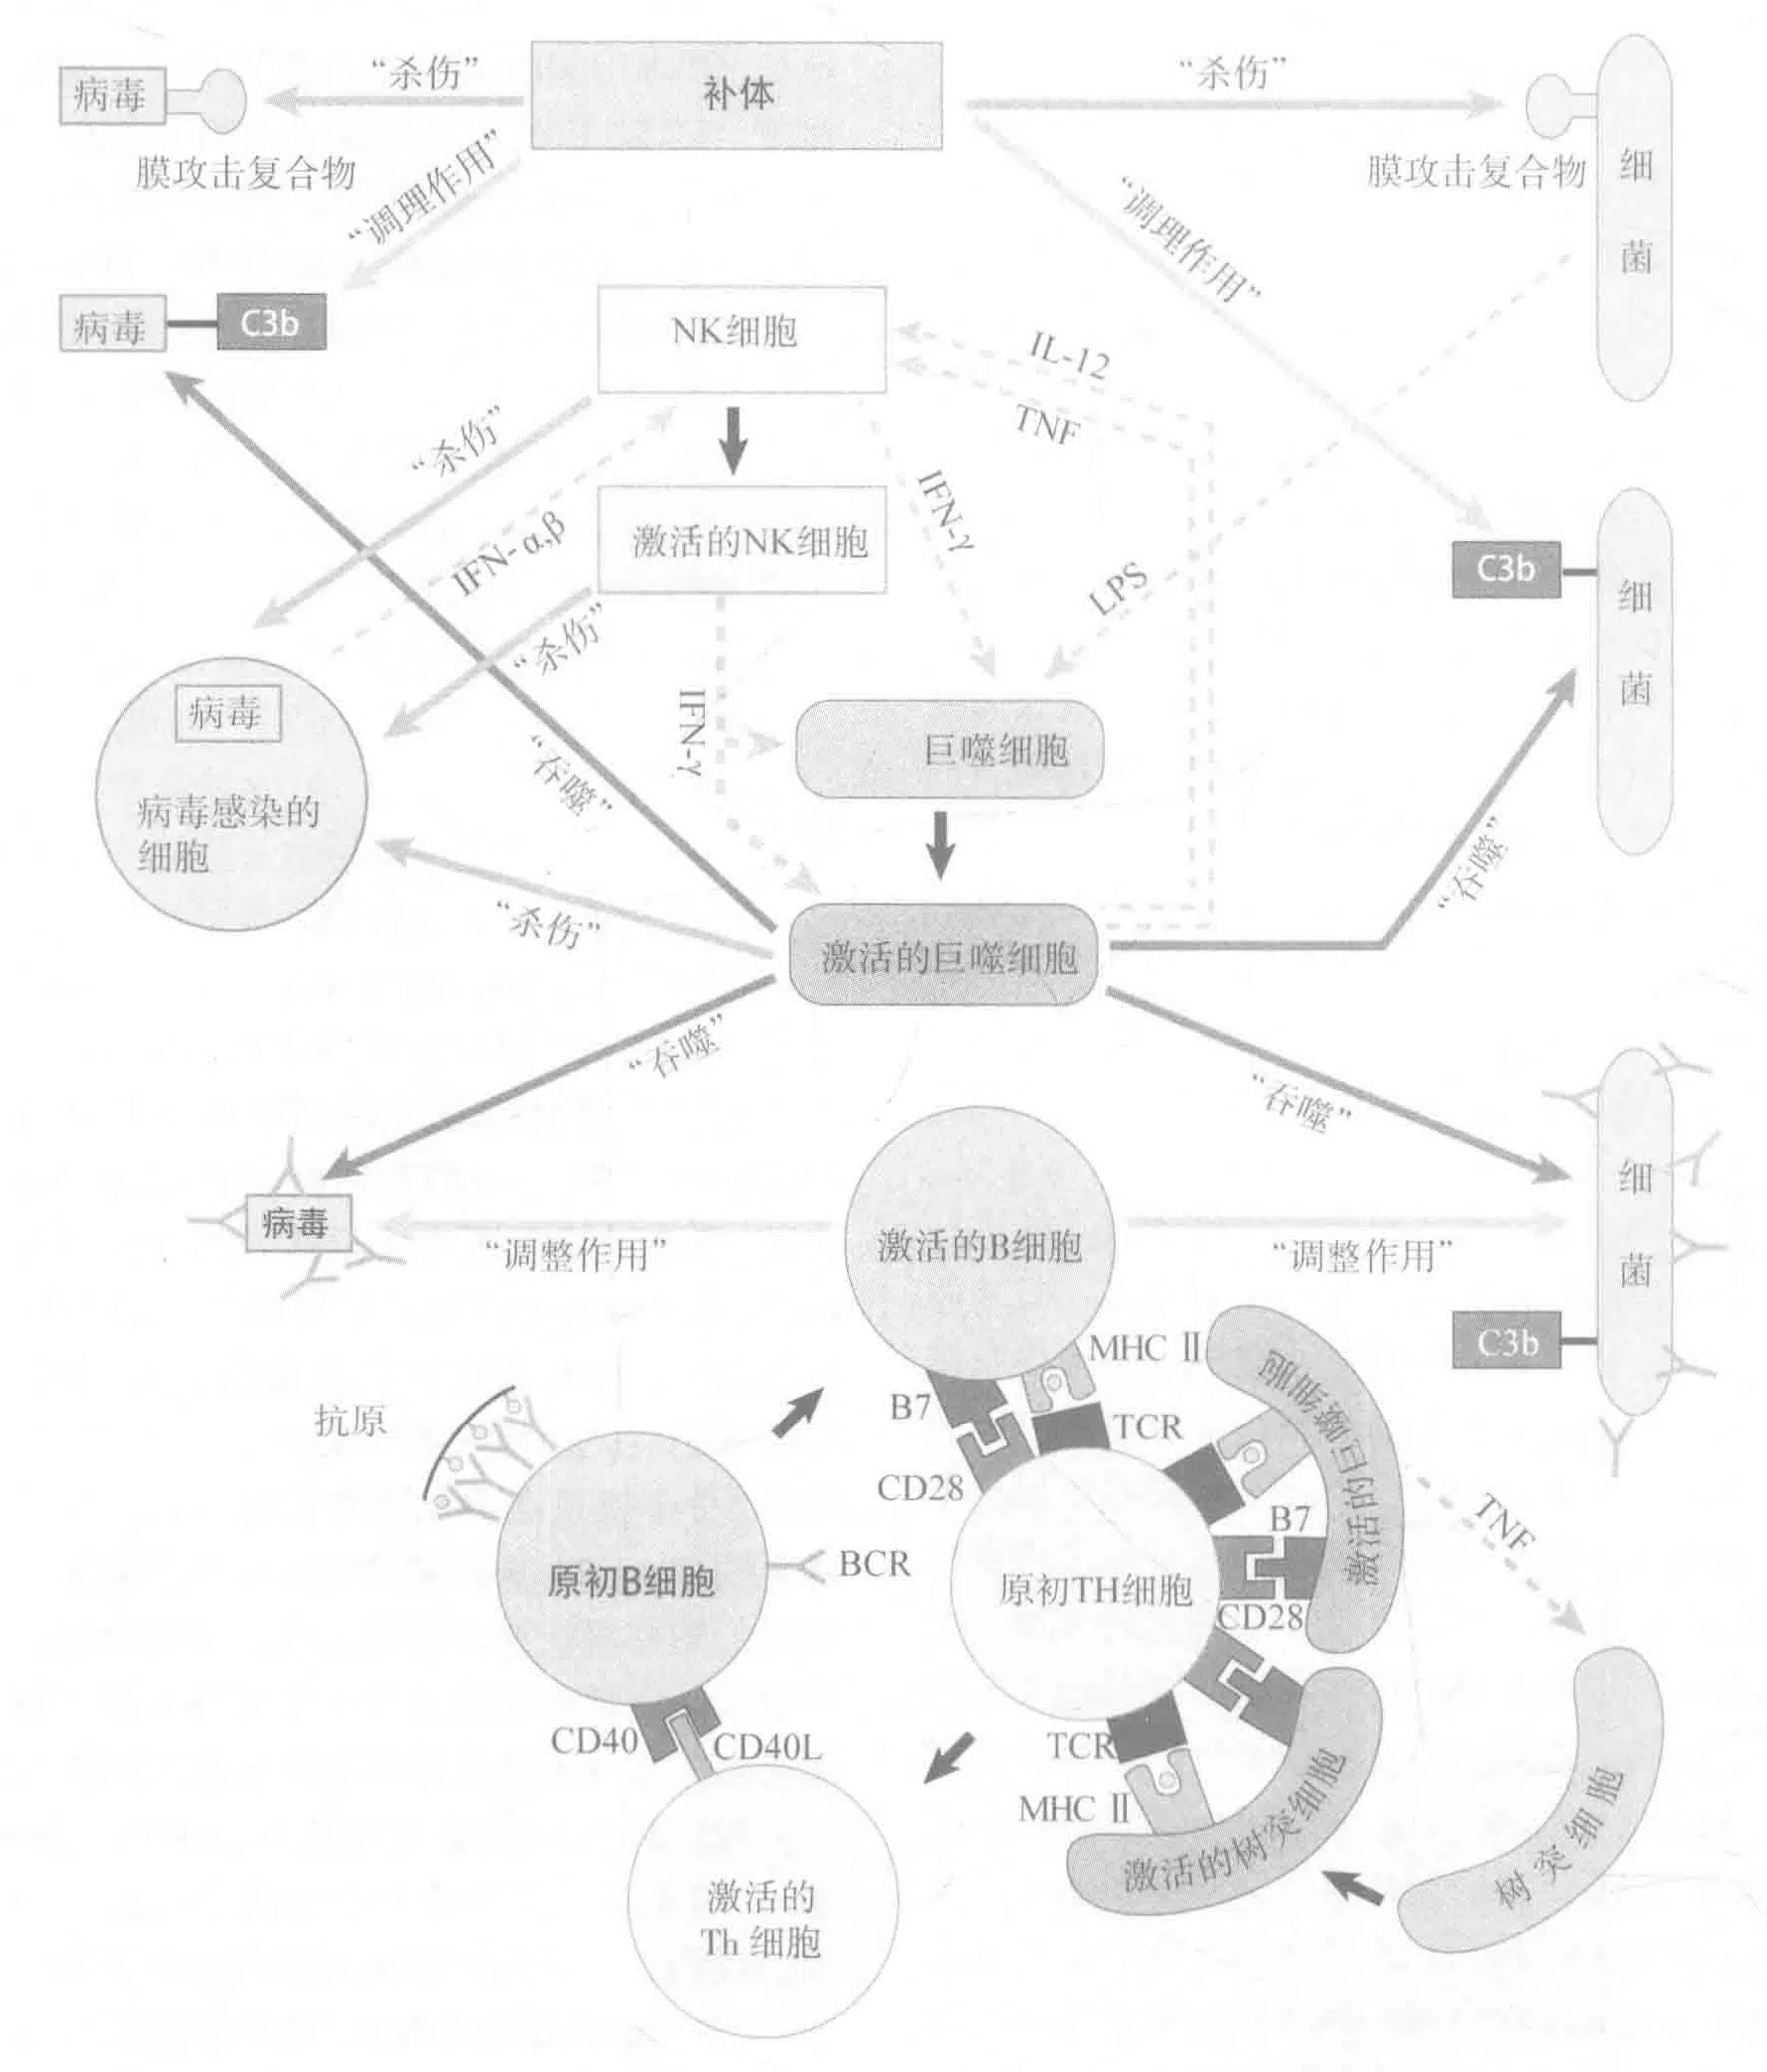 病毒
“杀伤”
补体
“杀伤”
膜攻击复合物
膜攻击复合物
细
菌
“调理作用”
“调理作用”
病毒
C3b
NK细胞
IL-12
TNF
“杀伤”
IFN-α,β
激活的NK细胞
IFN-γ
LPS
C3b
细
菌
“杀伤”
IFN-γ
病毒
病毒感染的
细胞
“吞噬”
巨噬细胞
“杀伤”
激活的巨噬细胞
“吞噬”
“吞噬”
“吞噬”
病毒
“调整作用”
激活的B细胞
“调整作用”
细
菌
C3b
MHC Ⅱ
B7
TCR
CD28
激活的巨噬细胞
抗原
B7
TNF
原初B细胞
BCR
原初TH细胞
CD28
CD40
CD40L
TCR
MHC Ⅱ
激活的树突细胞
树突细胞
激活的
Th 细胞